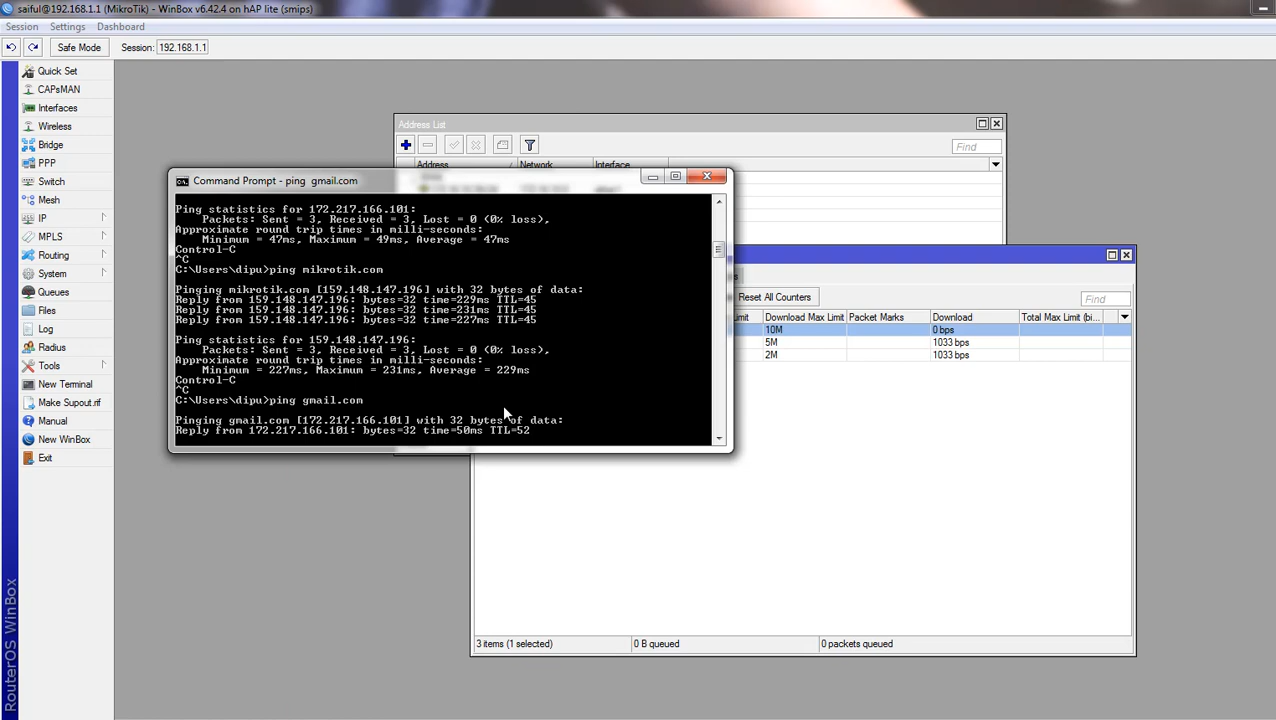 saiful@192.168.1.1 (MikroTik) - WinBox v6.42.4 on hAP lite (smips)
Session Settings Dashboard
Safe Mode Session: 192.168.1.1
Quick Set
CAPsMAN
Interfaces
Wireless
Bridge
PPP
Switch
Mesh
IP
MPLS
Routing
System
Queues
Files
Log
Radius
Tools
New Terminal
Make Supout.rif
Manual
New WinBox
Exit
RouterOS WinBox
Address List
Find
Address Network Interface
Command Prompt - ping gmail.com
Ping statistics for 172.217.166.101:
Packets: Sent = 3, Received = 3, Lost = 0 (0% loss),
Approximate round trip times in milli-seconds:
Minimum = 47ms, Maximum = 49ms, Average = 47ms
Control-C
^C
C:\Users\dipu>ping mikrotik.com
Pinging mikrotik.com [159.148.147.196] with 32 bytes of data:
Reply from 159.148.147.196: bytes=32 time=229ms TTL=45
Reply from 159.148.147.196: bytes=32 time=231ms TTL=45
Reply from 159.148.147.196: bytes=32 time=227ms TTL=45
Ping statistics for 159.148.147.196:
Packets: Sent = 3, Received = 3, Lost = 0 (0% loss),
Approximate round trip times in milli-seconds:
Minimum = 227ms, Maximum = 231ms, Average = 229ms
Control-C
^C
C:\Users\dipu>ping gmail.com
Pinging gmail.com [172.217.166.101] with 32 bytes of data:
Reply from 172.217.166.101: bytes=32 time=50ms TTL=52
Reset All Counters Find
Download Max Limit Packet Marks Download Total Max Limit (bi...
10M 0 bps
5M 1033 bps
2M 1033 bps
3 items (1 selected) 0 B queued 0 packets queued